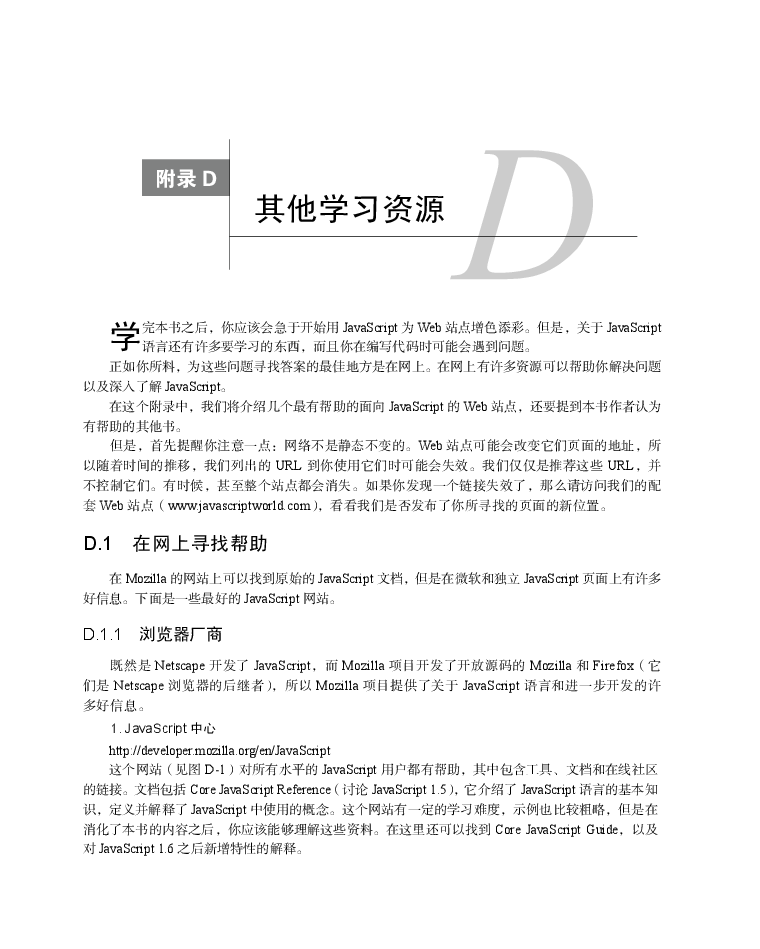 附录 D
其他学习资源
D
学完本书之后，你应该会急于开始用 JavaScript 为 Web 站点增色添彩。但是，关于 JavaScript
语言还有许多要学习的东西，而且你在编写代码时可能会遇到问题。
正如你所料，为这些问题寻找答案的最佳地方是在网上。在网上有许多资源可以帮助你解决问题
以及深入了解 JavaScript。
在这个附录中，我们将介绍几个最有帮助的面向 JavaScript 的 Web 站点，还要提到本书作者认为
有帮助的其他书。
但是，首先提醒你注意一点：网络不是静态不变的。Web 站点可能会改变它们页面的地址，所
以随着时间的推移，我们列出的 URL 到你使用它们时可能会失效。我们仅仅是推荐这些 URL，并
不控制它们。有时候，甚至整个站点都会消失。如果你发现一个链接失效了，那么请访问我们的配
套 Web 站点（www.javascriptworld.com），看看我们是否发布了你所寻找的页面的新位置。
D.1 在网上寻找帮助
在 Mozilla 的网站上可以找到原始的 JavaScript 文档，但是在微软和独立 JavaScript 页面上有许多
好信息。下面是一些最好的 JavaScript 网站。
D.1.1 浏览器厂商
既然是 Netscape 开发了 JavaScript，而 Mozilla 项目开发了开放源码的 Mozilla 和 Firefox（它
们是 Netscape 浏览器的后继者），所以 Mozilla 项目提供了关于 JavaScript 语言和进一步开发的许
多好信息。
1. JavaScript 中心
http://developer.mozilla.org/en/JavaScript
这个网站（见图 D-1）对所有水平的 JavaScript 用户都有帮助，其中包含工具、文档和在线社区
的链接。文档包括 Core JavaScript Reference（讨论 JavaScript 1.5），它介绍了 JavaScript 语言的基本知
识，定义并解释了 JavaScript 中使用的概念。这个网站有一定的学习难度，示例也比较粗略，但是在
消化了本书的内容之后，你应该能够理解这些资料。在这里还可以找到 Core JavaScript Guide，以及
对 JavaScript 1.6 之后新增特性的解释。